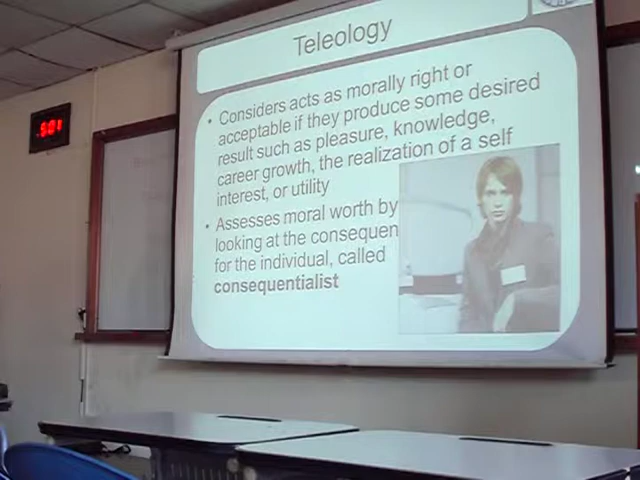 Teleology
• Considers acts as morally right or
acceptable if they produce some desired
result such as pleasure, knowledge,
career growth, the realization of a self
interest, or utility
• Assesses moral worth by
looking at the consequen
for the individual, called
consequentialist